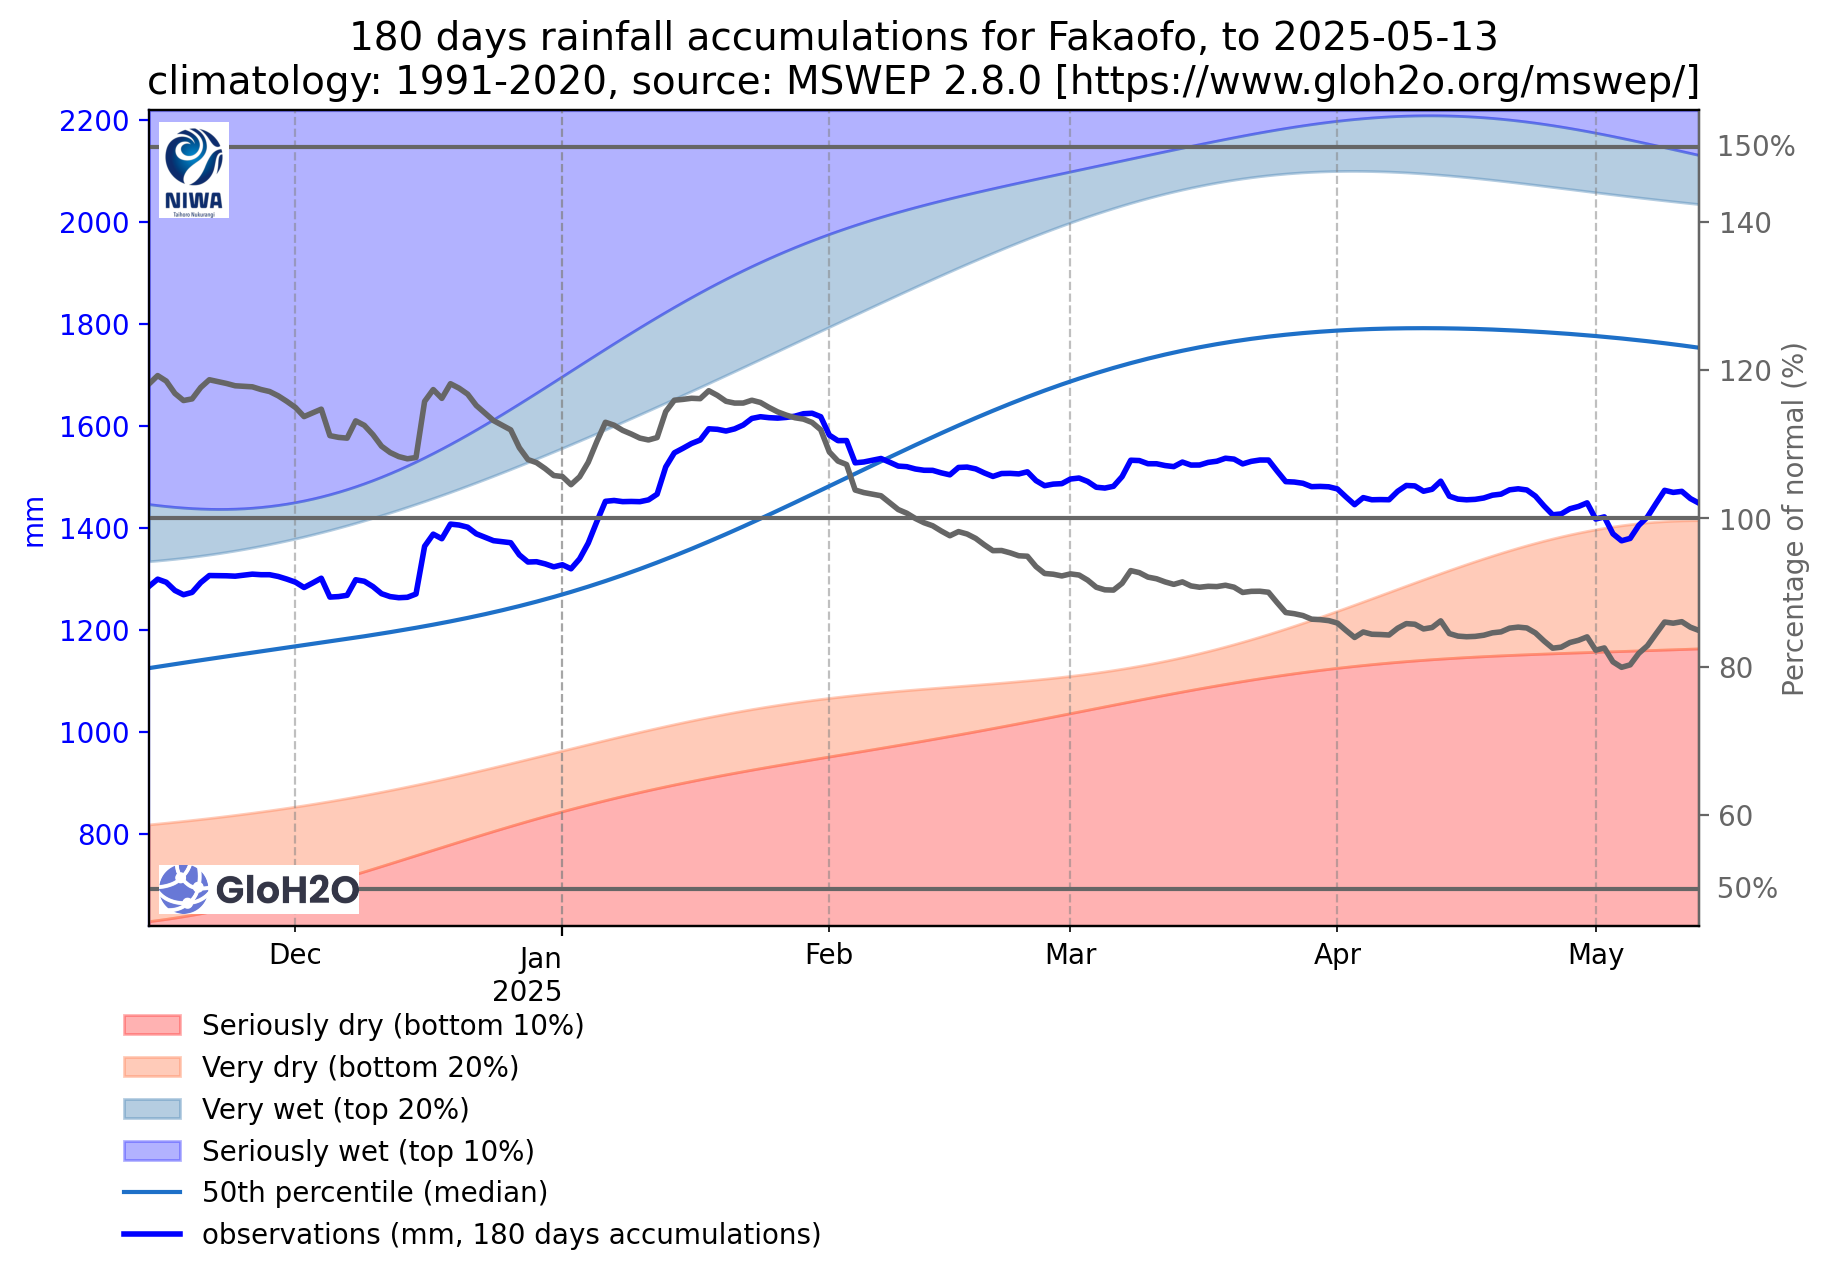 180 days rainfall accumulations for Fakaofo, to 2025-05-13
climatology: 1991-2020, source: MSWEP 2.8.0 [https://www.gloh2o.org/mswep/]
2200
2000
1800
1600
1400
1200
1000
800
mm
NIWA
Taihoro Nukurangi
GloH2O
150%
140
120
100
80
60
50%
Percentage of normal (%)
Dec
Jan
2025
Feb
Mar
Apr
May
Seriously dry (bottom 10%)
Very dry (bottom 20%)
Very wet (top 20%)
Seriously wet (top 10%)
50th percentile (median)
observations (mm, 180 days accumulations)